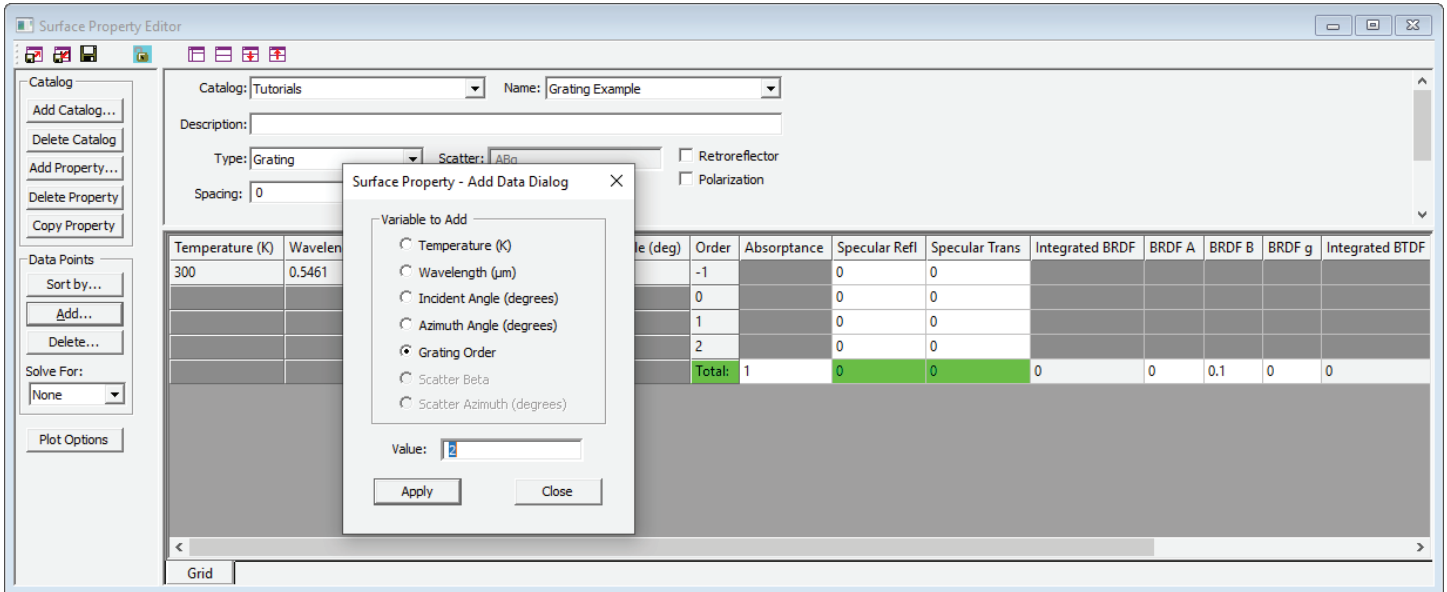 Surface Property Editor
Catalog
Add Catalog...
Delete Catalog
Add Property...
Delete Property
Copy Property
Data Points
Sort by...
Add...
Delete...
Solve For:
None
Plot Options
Catalog: Tutorials Name: Grating Example
Description:
Type: Grating Scatter: ABg Retroreflector
Spacing: 0 Polarization
Surface Property - Add Data Dialog
Variable to Add
Temperature (K)
Wavelength (µm)
Incident Angle (degrees)
Azimuth Angle (degrees)
Grating Order
Scatter Beta
Scatter Azimuth (degrees)
Value: 2
Apply Close
Temperature (K) Wavelen le (deg) Order Absorptance Specular Refl Specular Trans Integrated BRDF BRDF A BRDF B BRDF g Integrated BTDF
300 0.5461 -1 0 0
0 0 0
1 0 0
2 0 0
Total: 1 0 0 0 0 0.1 0 0
Grid